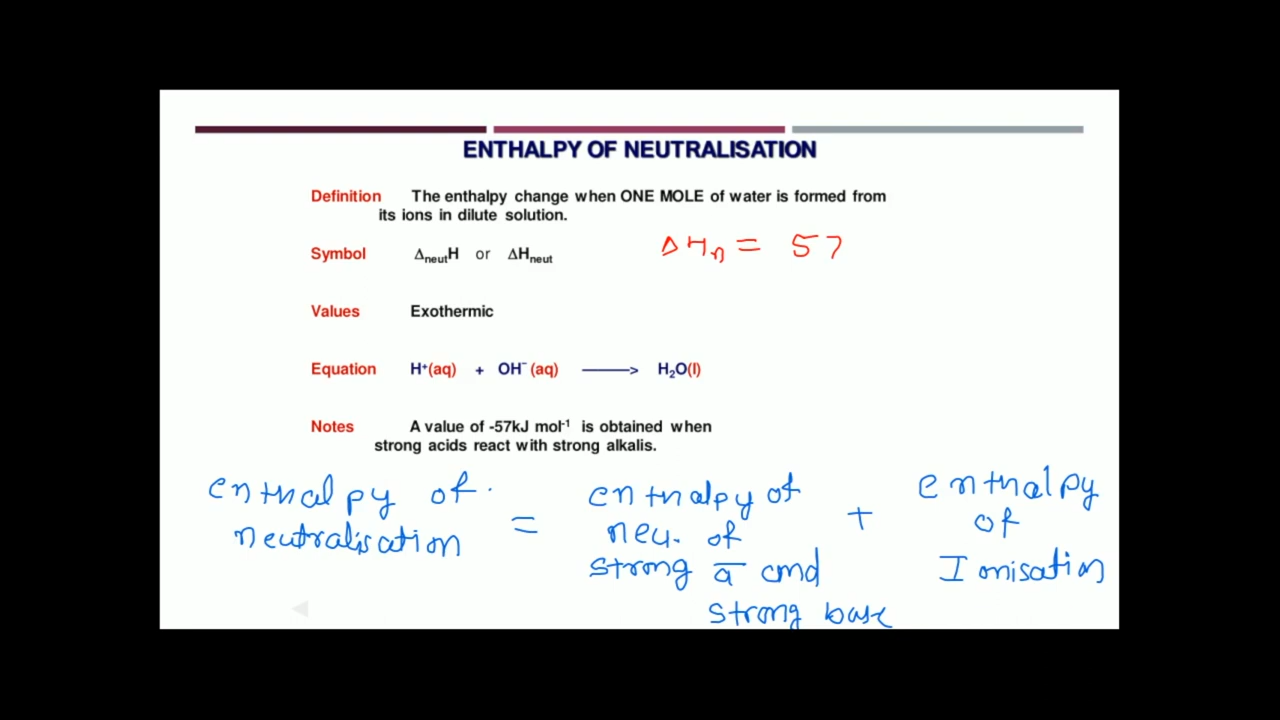 ENTHALPY OF NEUTRALISATION
Definition The enthalpy change when ONE MOLE of water is formed from
its ions in dilute solution.
Symbol ΔneutH or ΔHneut
ΔHn = 57
Values Exothermic
Equation H⁺(aq) + OH⁻ (aq) ———> H₂O(l)
Notes A value of -57kJ mol⁻¹ is obtained when
strong acids react with strong alkalis.
enthalpy of
neutralisation
=
enthalpy of
neu. of
strong a and
strong base
+
enthalpy
of
Ionisation